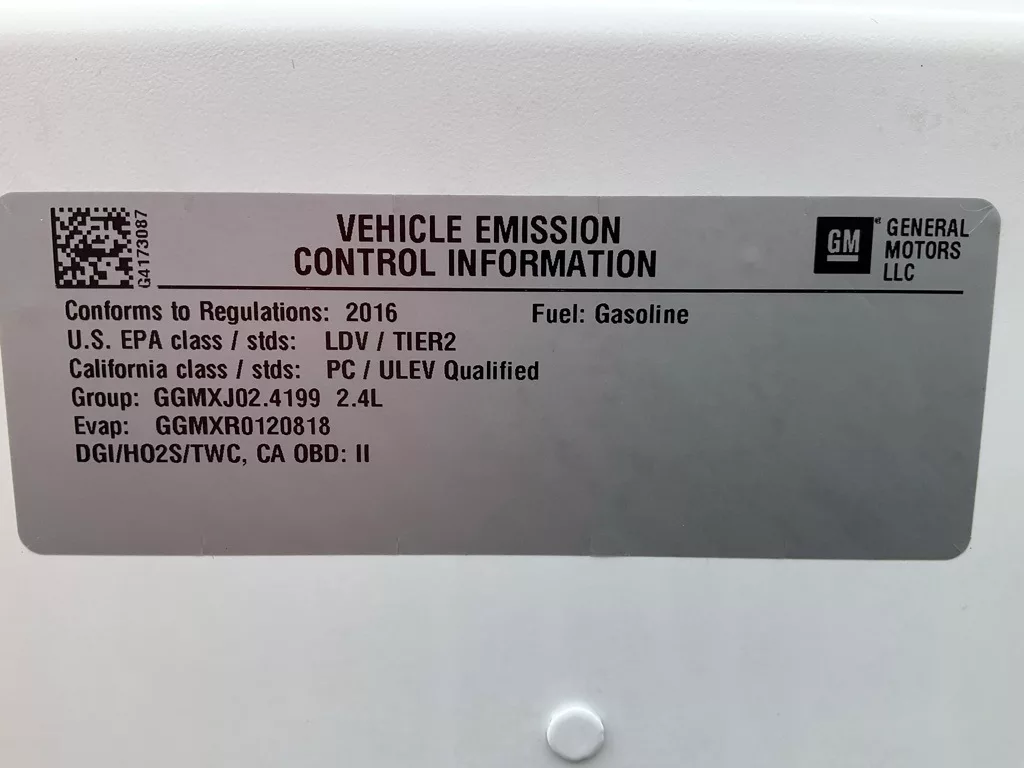 G4173087
VEHICLE EMISSION
CONTROL INFORMATION
GM
GENERAL
MOTORS
LLC
Conforms to Regulations: 2016 Fuel: Gasoline
U.S. EPA class / stds: LDV / TIER2
California class / stds: PC / ULEV Qualified
Group: GGMXJ02.4199 2.4L
Evap: GGMXR0120818
DGI/HO2S/TWC, CA OBD: II